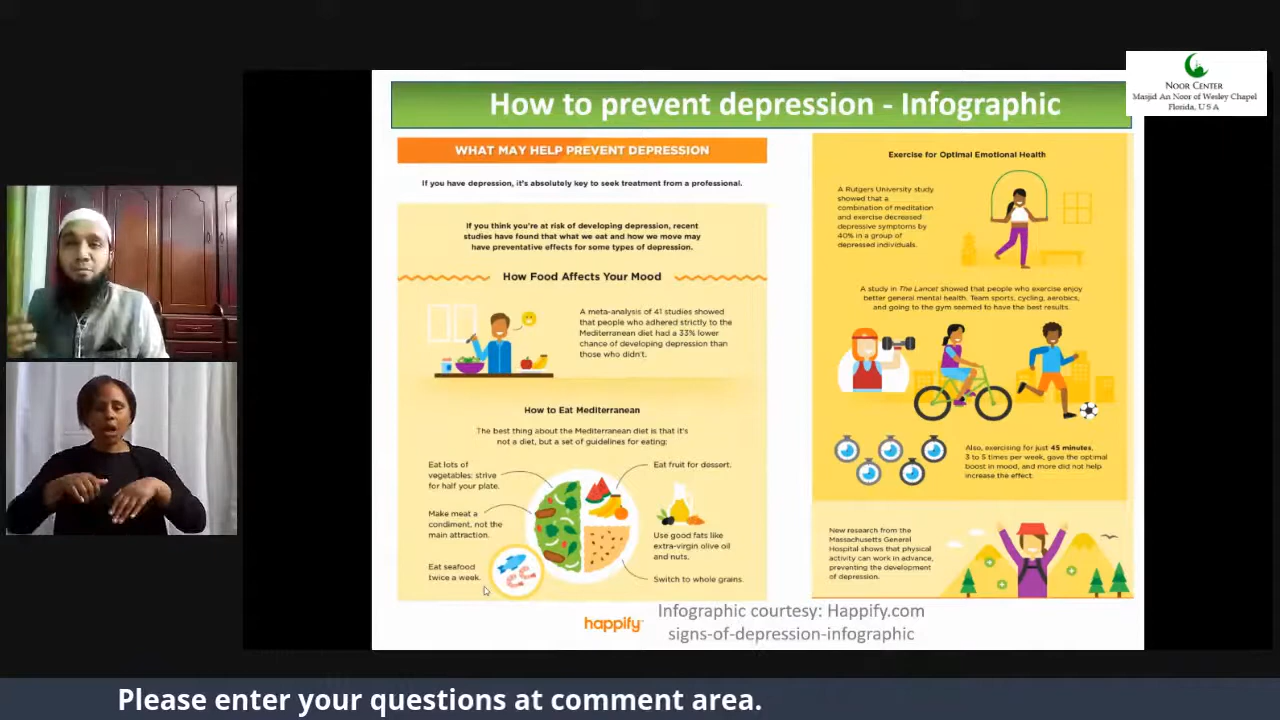 NOOR CENTER
Masjid An Noor of Wesley Chapel
Florida, U S A
How to prevent depression - Infographic
WHAT MAY HELP PREVENT DEPRESSION
If you have depression, it's absolutely key to seek treatment from a professional.
If you think you're at risk of developing depression, recent
studies have found that what we eat and how we move may
have preventative effects for some types of depression.
How Food Affects Your Mood
A meta-analysis of 41 studies showed
that people who adhered strictly to the
Mediterranean diet had a 33% lower
chance of developing depression than
those who didn't.
How to Eat Mediterranean
The best thing about the Mediterranean diet is that it's
not a diet, but a set of guidelines for eating:
Eat lots of
vegetables: strive
for half your plate.
Eat fruit for dessert.
Make meat a
condiment, not the
main attraction.
Use good fats like
extra-virgin olive oil
and nuts.
Eat seafood
twice a week.
Switch to whole grains.
Exercise for Optimal Emotional Health
A Rutgers University study
showed that a
combination of meditation
and exercise decreased
depressive symptoms by
40% in a group of
depressed individuals.
A study in The Lancet showed that people who exercise enjoy
better general mental health. Team sports, cycling, aerobics,
and going to the gym seemed to have the best results.
Also, exercising for just 45 minutes,
3 to 5 times per week, gave the optimal
boost in mood, and more did not help
increase the effect.
New research from the
Massachusetts General
Hospital shows that physical
activity can work in advance,
preventing the development
of depression.
happify
Infographic courtesy: Happify.com
signs-of-depression-infographic
Please enter your questions at comment area.